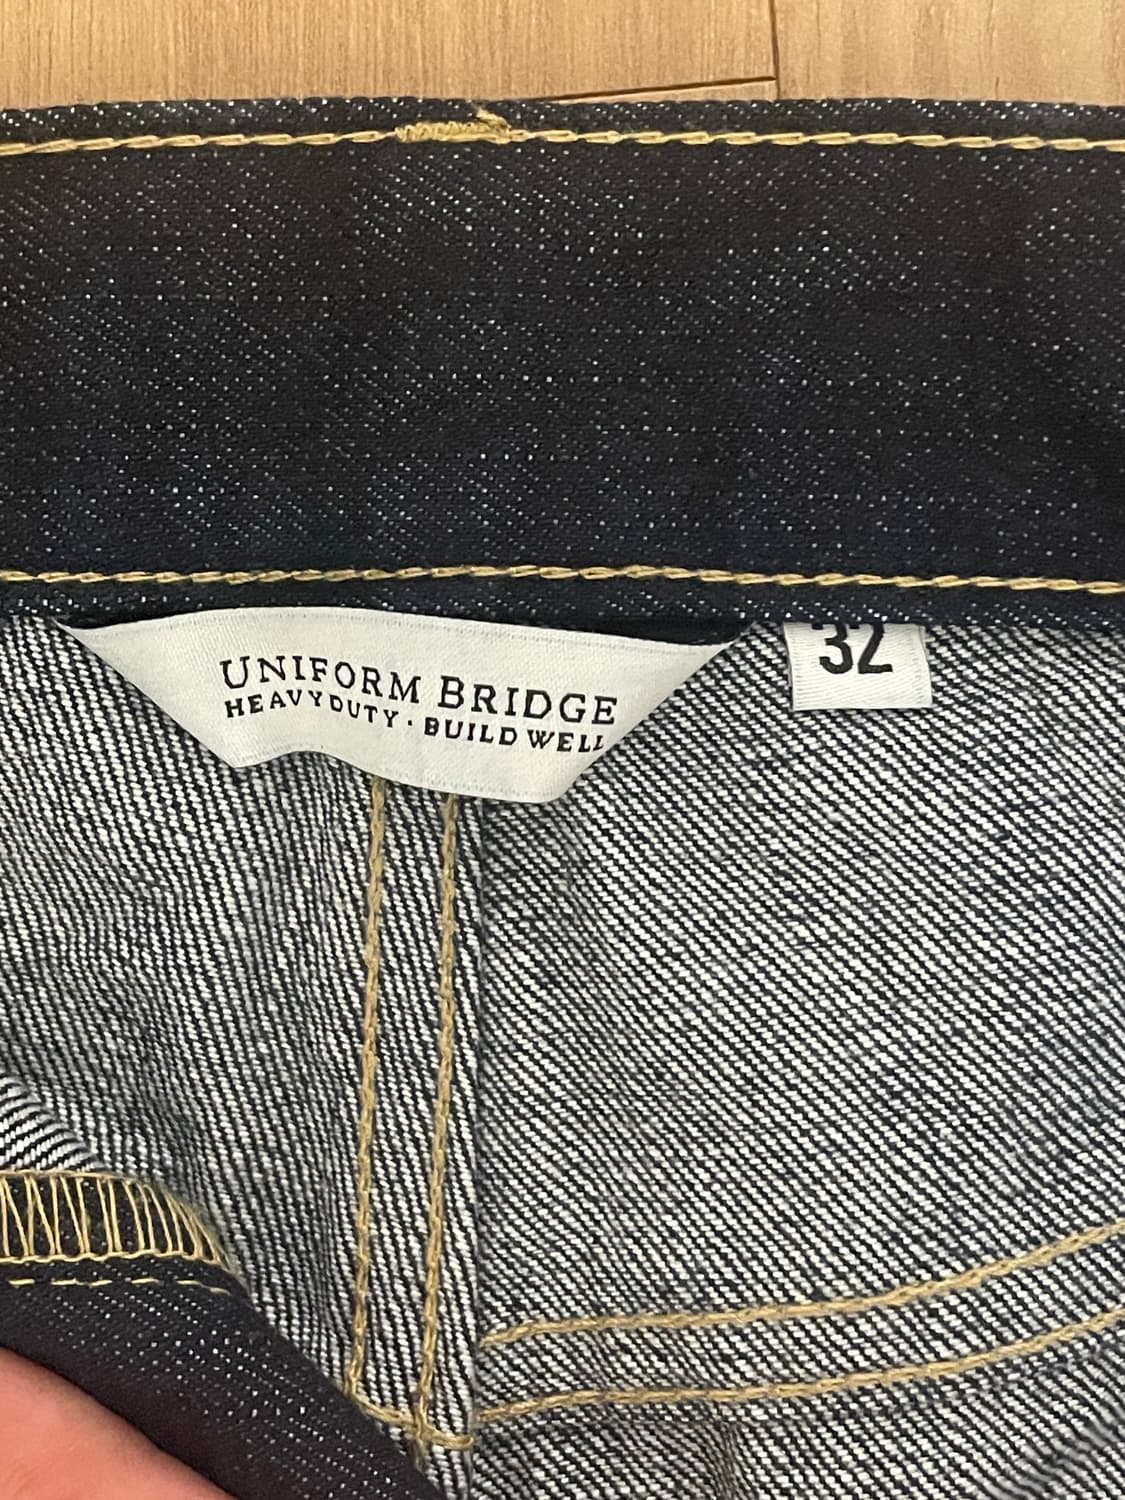 UNIFORM BRIDGE
HEAVYDUTY · BUILD WELL
32